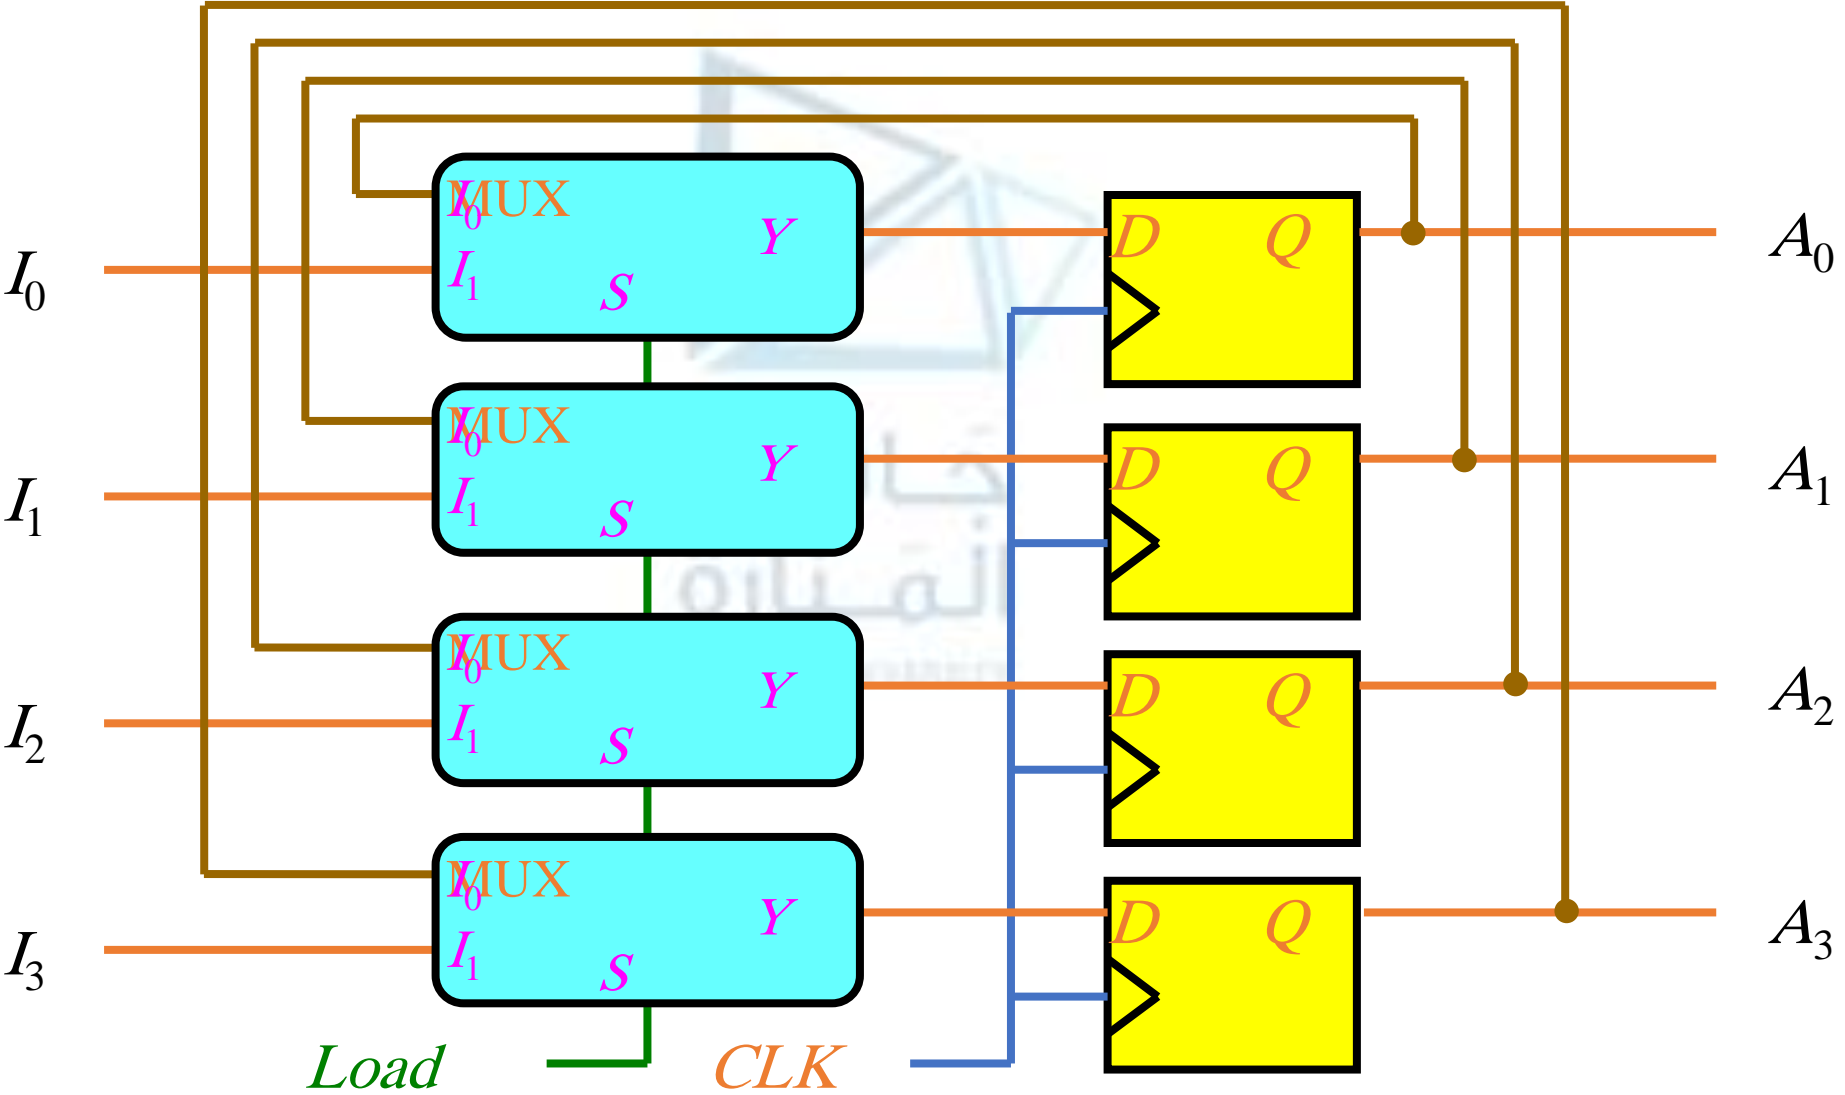 I₀ MUX
I₀ I₁ S Y D Q A₀
I₀ MUX
I₁ I₁ S Y D Q A₁
I₀ MUX
I₂ I₁ S Y D Q A₂
I₀ MUX
I₃ I₁ S Y D Q A₃
Load CLK